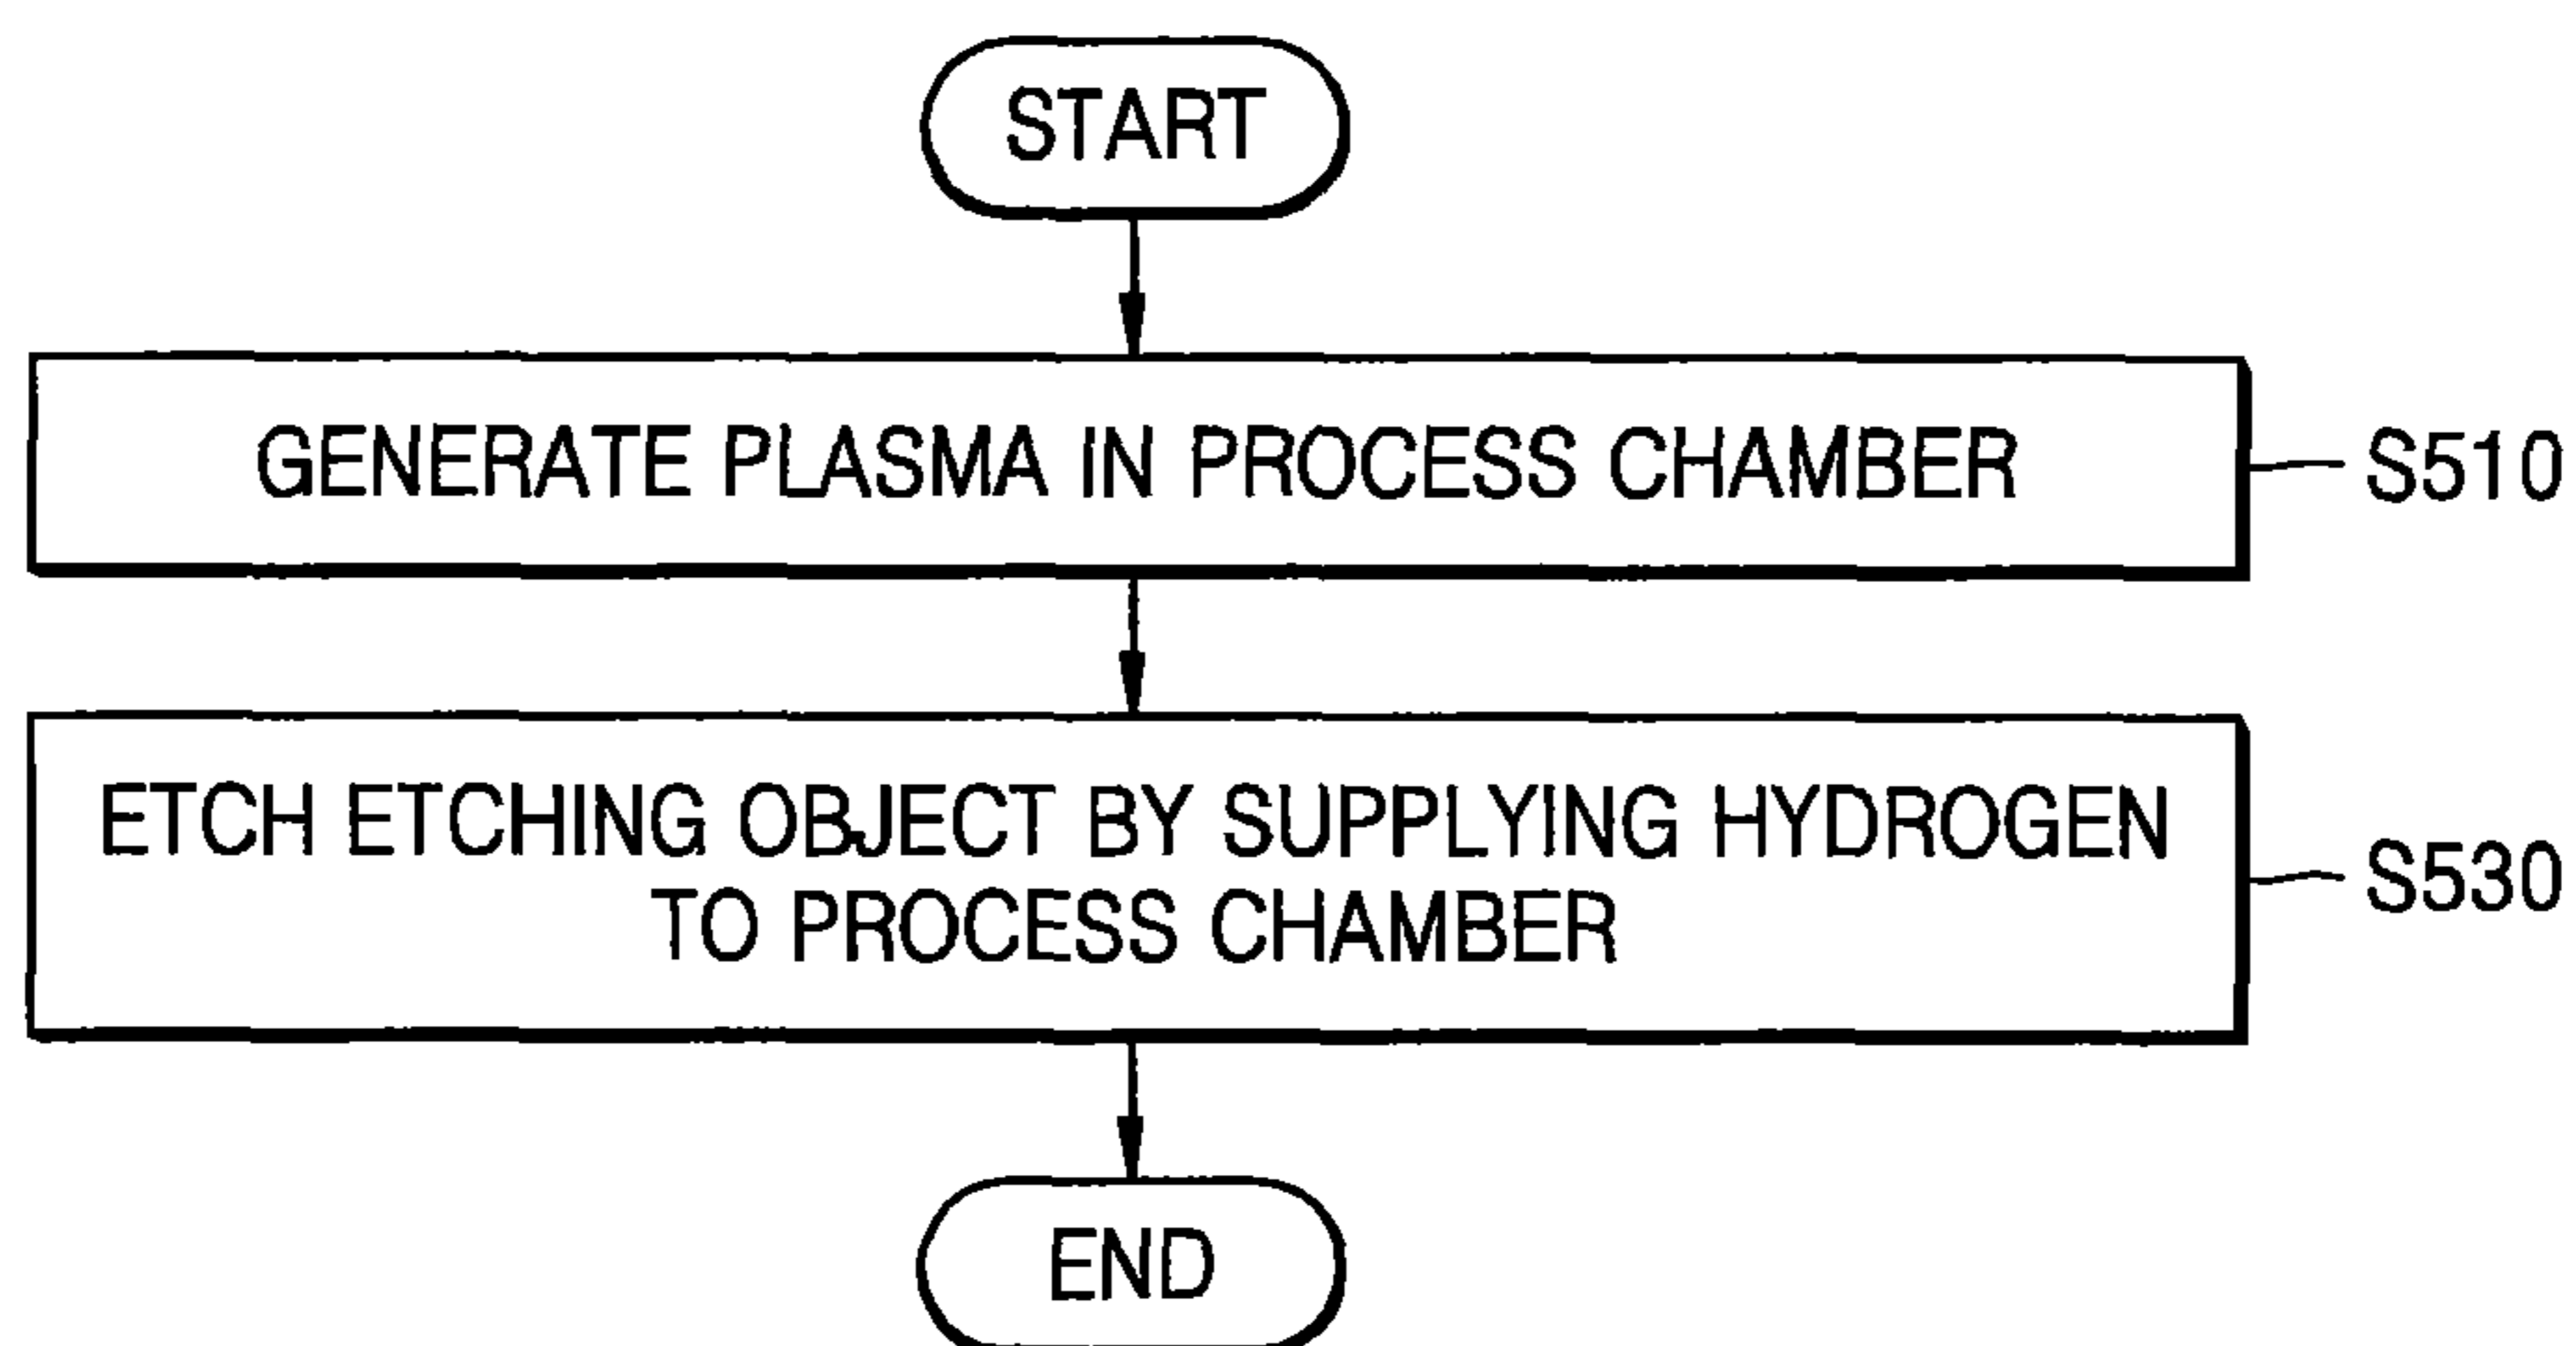 START
GENERATE PLASMA IN PROCESS CHAMBER
S510
ETCH ETCHING OBJECT BY SUPPLYING HYDROGEN
TO PROCESS CHAMBER
S530
END